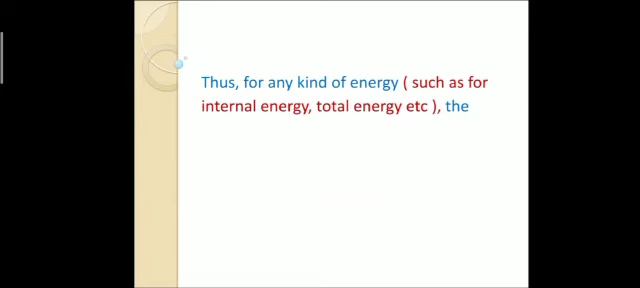 Thus, for any kind of energy ( such as for
internal energy, total energy etc ), the